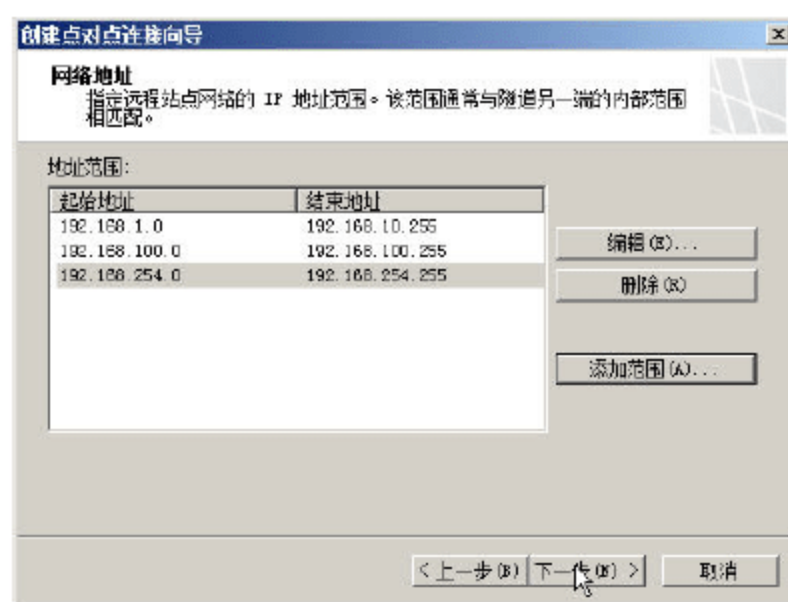 创建点对点连接向导
网络地址
指定远程站点网络的 IP 地址范围。该范围通常与隧道另一端的内部范围
相匹配。
地址范围:
起始地址 结束地址
192.168.1.0 192.168.10.255
192.168.100.0 192.168.100.255
192.168.254.0 192.168.254.255
编辑(E)...
删除(R)
添加范围(A)...
<上一步(B) 下一步(N) > 取消